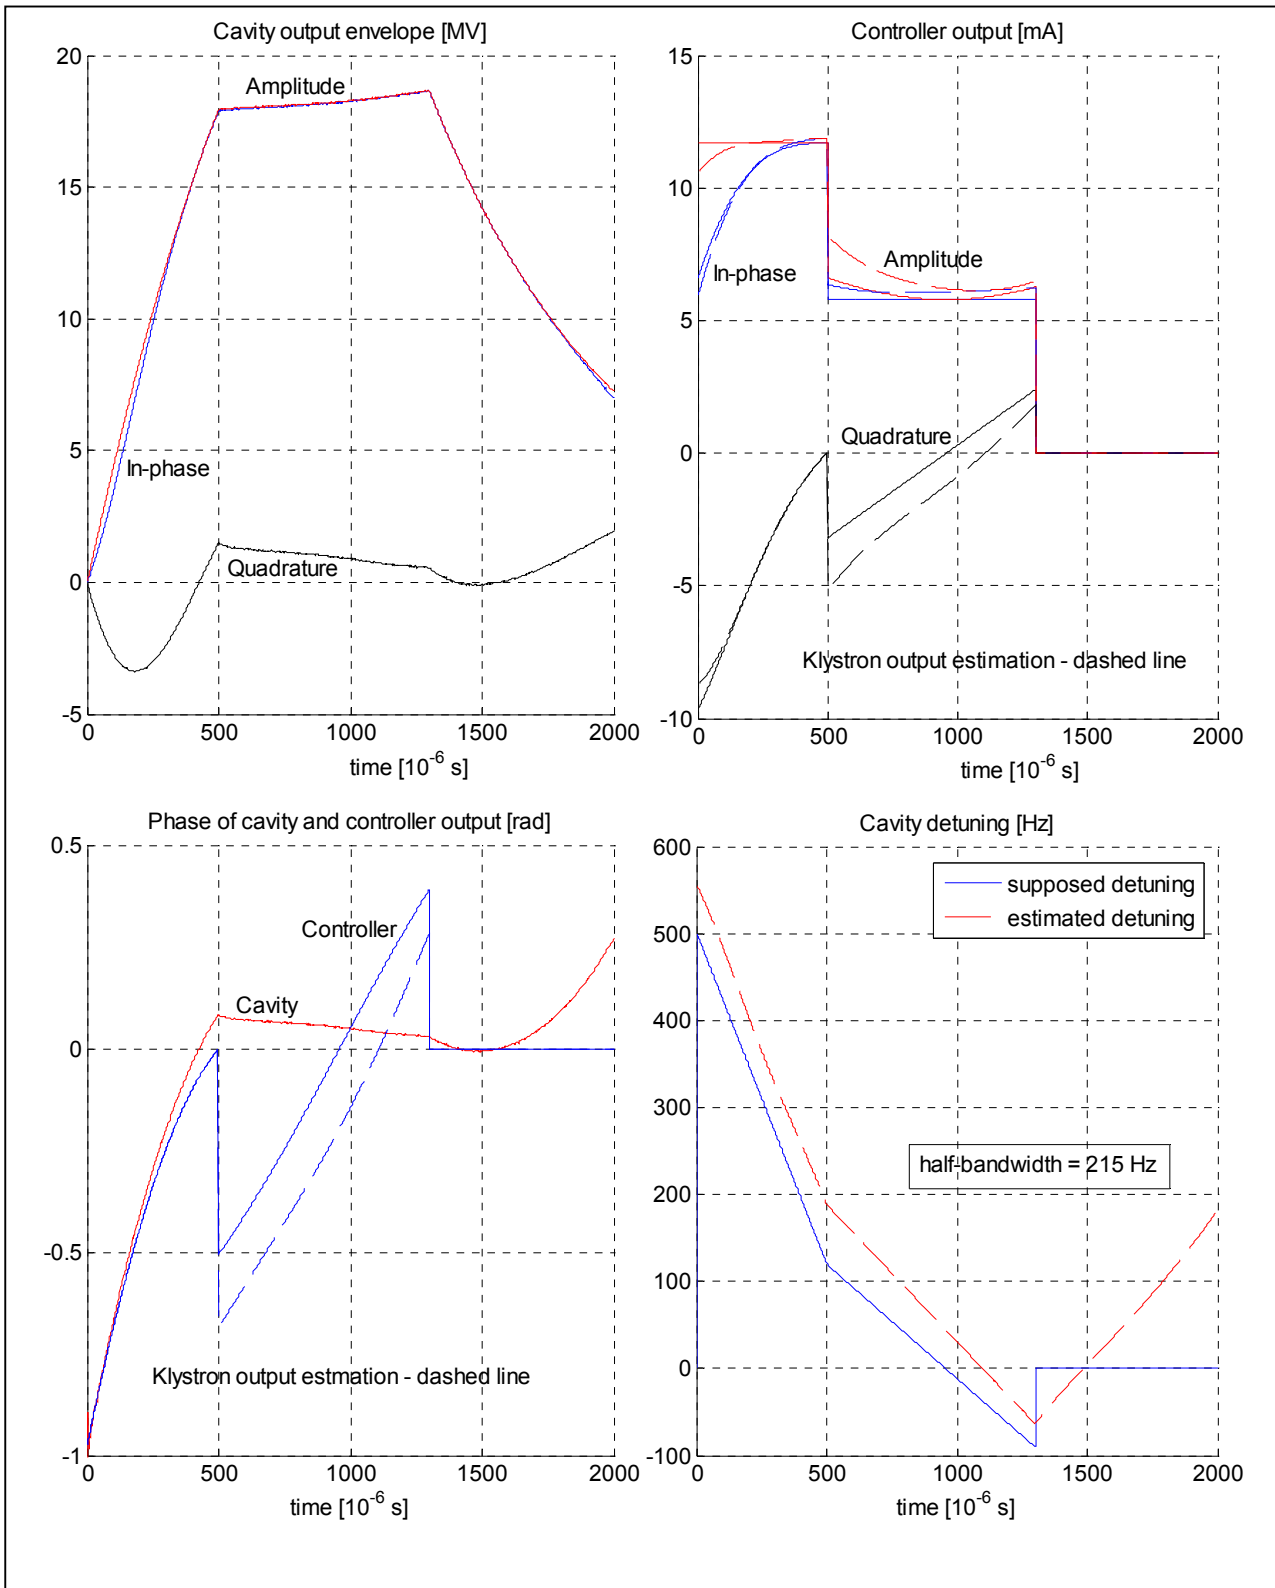 Cavity output envelope [MV]
20
15
10
5
0
-5
Amplitude
In-phase
Quadrature
0 500 1000 1500 2000
time [10⁻⁶ s]
Controller output [mA]
15
10
5
0
-5
-10
In-phase
Amplitude
Quadrature
Klystron output estimation - dashed line
0 500 1000 1500 2000
time [10⁻⁶ s]
Phase of cavity and controller output [rad]
0.5
0
-0.5
-1
Controller
Cavity
Klystron output estmation - dashed line
0 500 1000 1500 2000
time [10⁻⁶ s]
Cavity detuning [Hz]
600
500
400
300
200
100
0
-100
supposed detuning
estimated detuning
half-bandwidth = 215 Hz
0 500 1000 1500 2000
time [10⁻⁶ s]